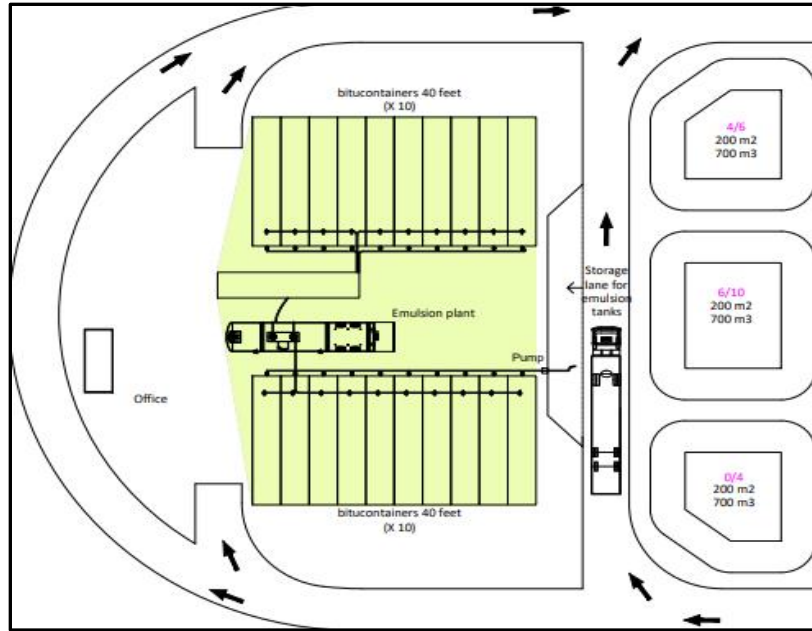 bitucontainers 40 feet
(X 10)
4/6
200 m2
700 m3
Storage
lane for
emulsion
tanks
6/10
200 m2
700 m3
Emulsion plant
Pump
Office
0/4
200 m2
700 m3
bitucontainers 40 feet
(X 10)